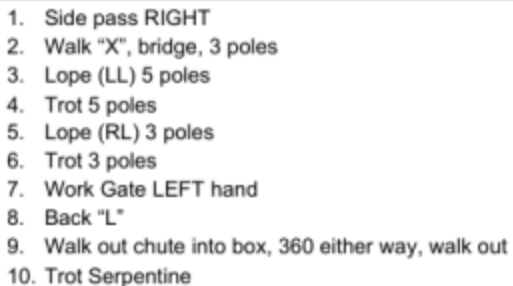 1. Side pass RIGHT
2. Walk “X”, bridge, 3 poles
3. Lope (LL) 5 poles
4. Trot 5 poles
5. Lope (RL) 3 poles
6. Trot 3 poles
7. Work Gate LEFT hand
8. Back “L”
9. Walk out chute into box, 360 either way, walk out
10. Trot Serpentine